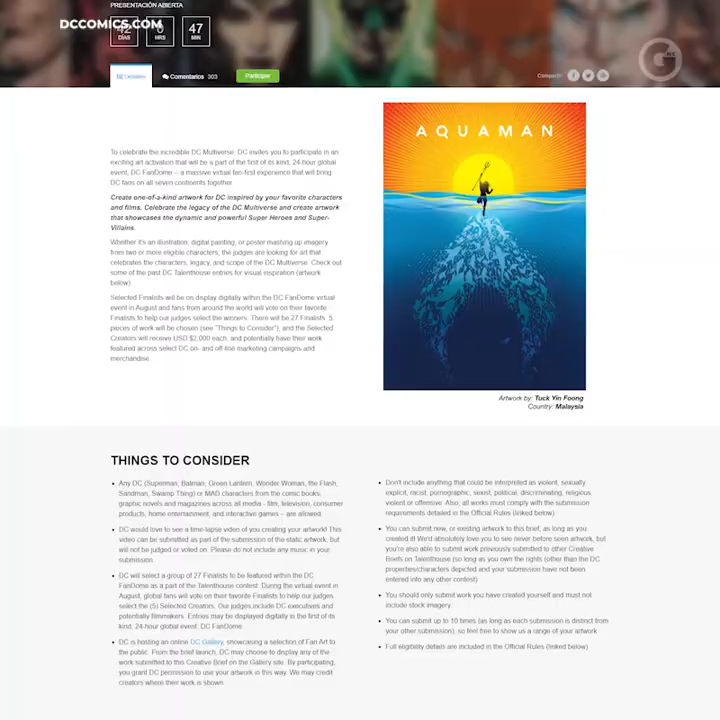 PRESENTACIÓN ABIERTA
DCCOMICS.COM
42 0 47
DÍAS HRS MIN
Detalles Comentarios 303 Participar
Compartir
To celebrate the incredible DC Multiverse, DC invites you to participate in an
exciting art activation that will be a part of the first of its kind, 24-hour global
event, DC FanDome – a massive virtual fan-first experience that will bring
DC fans on all seven continents together.
Create one-of-a-kind artwork for DC inspired by your favorite characters
and films. Celebrate the legacy of the DC Multiverse and create artwork
that showcases the dynamic and powerful Super Heroes and Super-
Villains.
Whether it's an illustration, digital painting, or poster mashing up imagery
from two or more eligible characters, the judges are looking for art that
celebrates the characters, legacy, and scope of the DC Multiverse. Check out
some of the past DC Talenthouse entries for visual inspiration (artwork
below)
Selected Finalists will be on display digitally within the DC FanDome virtual
event in August and fans from around the world will vote on their favorite
Finalists to help our judges select the winners. There will be 27 Finalists. 5
pieces of work will be chosen (see "Things to Consider"), and the Selected
Creators will receive USD $2,000 each, and potentially have their work
featured across select DC on- and off-line marketing campaigns and
merchandise.
AQUAMAN
Artwork by: Tuck Yin Foong
Country: Malaysia
THINGS TO CONSIDER
Any DC (Superman, Batman, Green Lantern, Wonder Woman, the Flash,
Sandman, Swamp Thing) or MAD characters from the comic books,
graphic novels and magazines across all media - film, television, consumer
products, home entertainment, and interactive games – are allowed.
DC would love to see a time-lapse video of you creating your artwork! This
video can be submitted as part of the submission of the static artwork, but
will not be judged or voted on. Please do not include any music in your
submission.
DC will select a group of 27 Finalists to be featured within the DC
FanDome as a part of the Talenthouse contest. During the virtual event in
August, global fans will vote on their favorite Finalists to help our judges
select the (5) Selected Creators. Our judges include DC executives and
potentially filmmakers. Entries may be displayed digitally in the first of its
kind, 24-hour global event: DC FanDome.
DC is hosting an online DC Gallery, showcasing a selection of Fan Art to
the public. From the brief launch, DC may choose to display any of the
work submitted to this Creative Brief on the Gallery site. By participating,
you grant DC permission to use your artwork in this way. We may credit
creators where their work is shown.
Don't include anything that could be interpreted as violent, sexually
explicit, racist, pornographic, sexist, political, discriminating, religious,
violent or offensive. Also, all works must comply with the submission
requirements detailed in the Official Rules (linked below)
You can submit new, or existing artwork to this brief, as long as you
created it! We'd absolutely love you to see never before seen artwork, but
you're also able to submit work previously submitted to other Creative
Briefs on Talenthouse (so long as you own the rights (other than the DC
properties/characters depicted and your submission have not been
entered into any other contest)
You should only submit work you have created yourself and must not
include stock imagery
You can submit up to 10 times (as long as each submission is distinct from
your other submission), so feel free to show us a range of your artwork
Full eligibility details are included in the Official Rules (linked below)